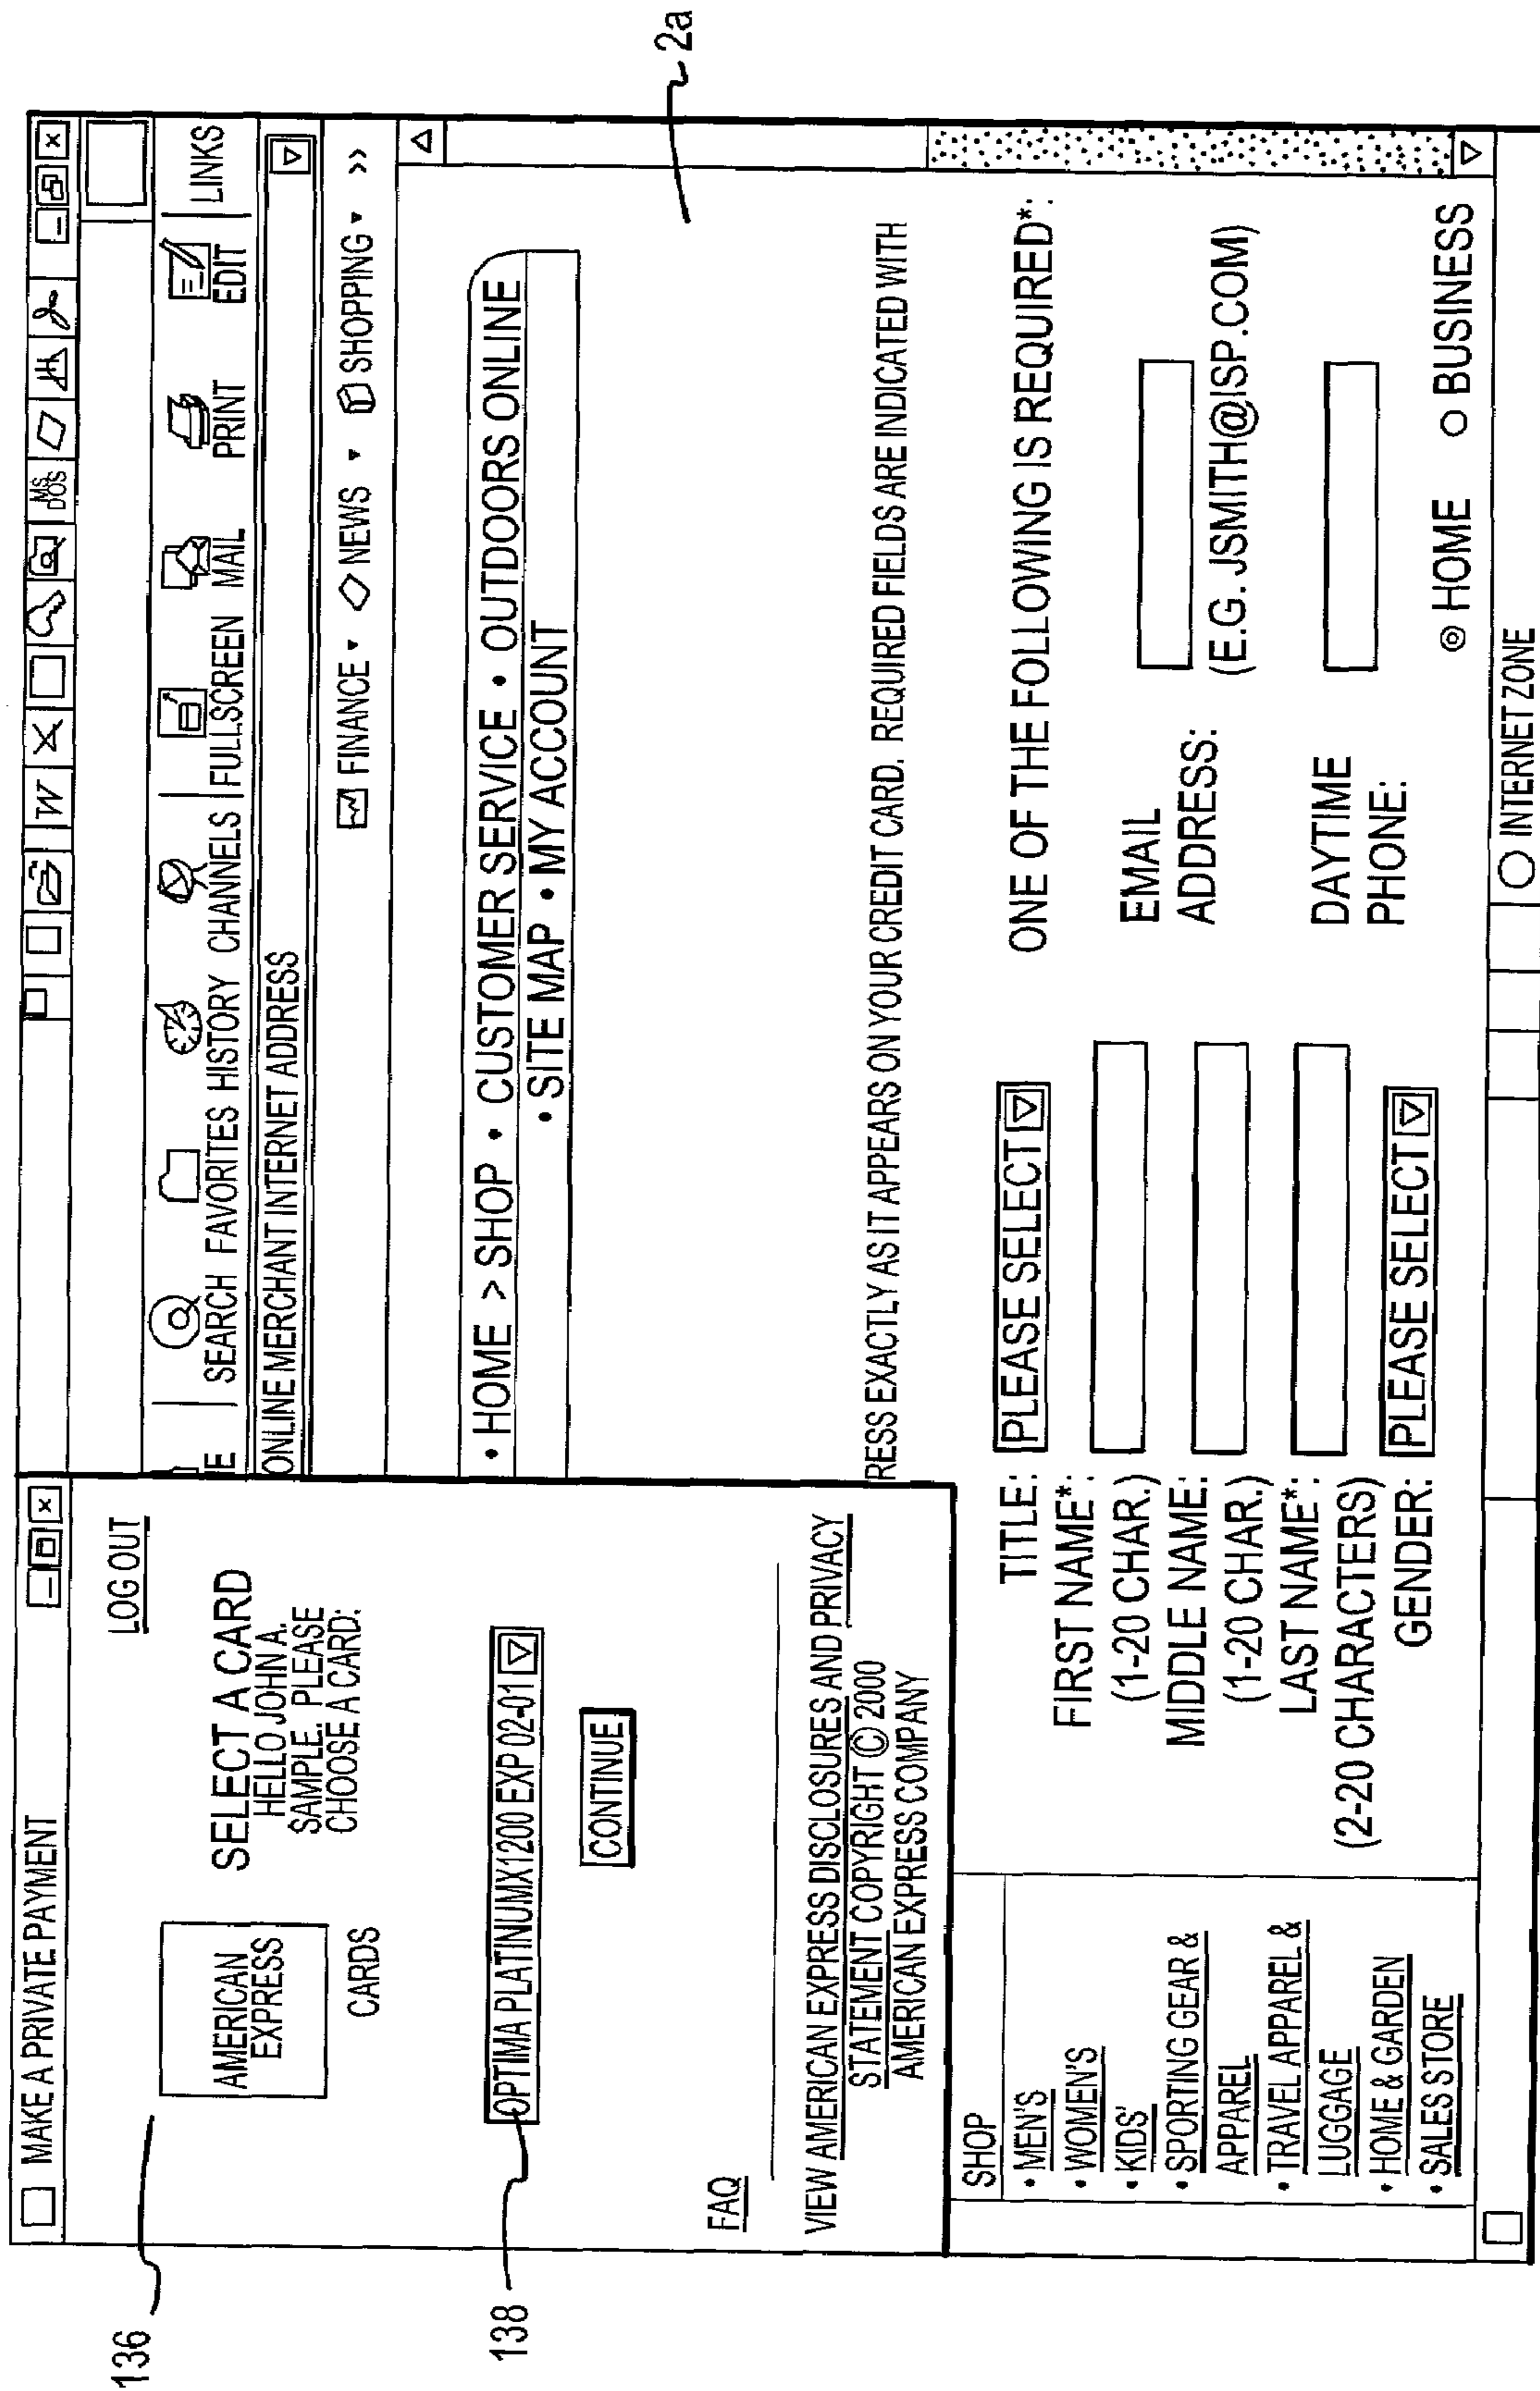 136
138
2a
MAKE A PRIVATE PAYMENT
LOG OUT
AMERICAN
EXPRESS
CARDS
SELECT A CARD
HELLO JOHN A.
SAMPLE. PLEASE
CHOOSE A CARD:
OPTIMA PLATINUMX1200 EXP 02-01
CONTINUE
FAQ
VIEW AMERICAN EXPRESS DISCLOSURES AND PRIVACY
STATEMENT COPYRIGHT © 2000
AMERICAN EXPRESS COMPANY
W
MS
DOS
E SEARCH FAVORITES HISTORY CHANNELS FULLSCREEN MAIL PRINT EDIT LINKS
ONLINE MERCHANT INTERNET ADDRESS
FINANCE NEWS SHOPPING >>
• HOME > SHOP • CUSTOMER SERVICE • OUTDOORS ONLINE
• SITE MAP • MY ACCOUNT
RESS EXACTLY AS IT APPEARS ON YOUR CREDIT CARD. REQUIRED FIELDS ARE INDICATED WITH
SHOP
• MEN'S
• WOMEN'S
• KIDS'
• SPORTING GEAR &
APPAREL
• TRAVEL APPAREL &
LUGGAGE
• HOME & GARDEN
• SALES STORE
TITLE: PLEASE SELECT
FIRST NAME*:
(1-20 CHAR.)
MIDDLE NAME:
(1-20 CHAR.)
LAST NAME*:
(2-20 CHARACTERS)
GENDER: PLEASE SELECT
ONE OF THE FOLLOWING IS REQUIRED*:
EMAIL
ADDRESS:
(E.G. JSMITH@ISP.COM)
DAYTIME
PHONE:
HOME BUSINESS
INTERNET ZONE